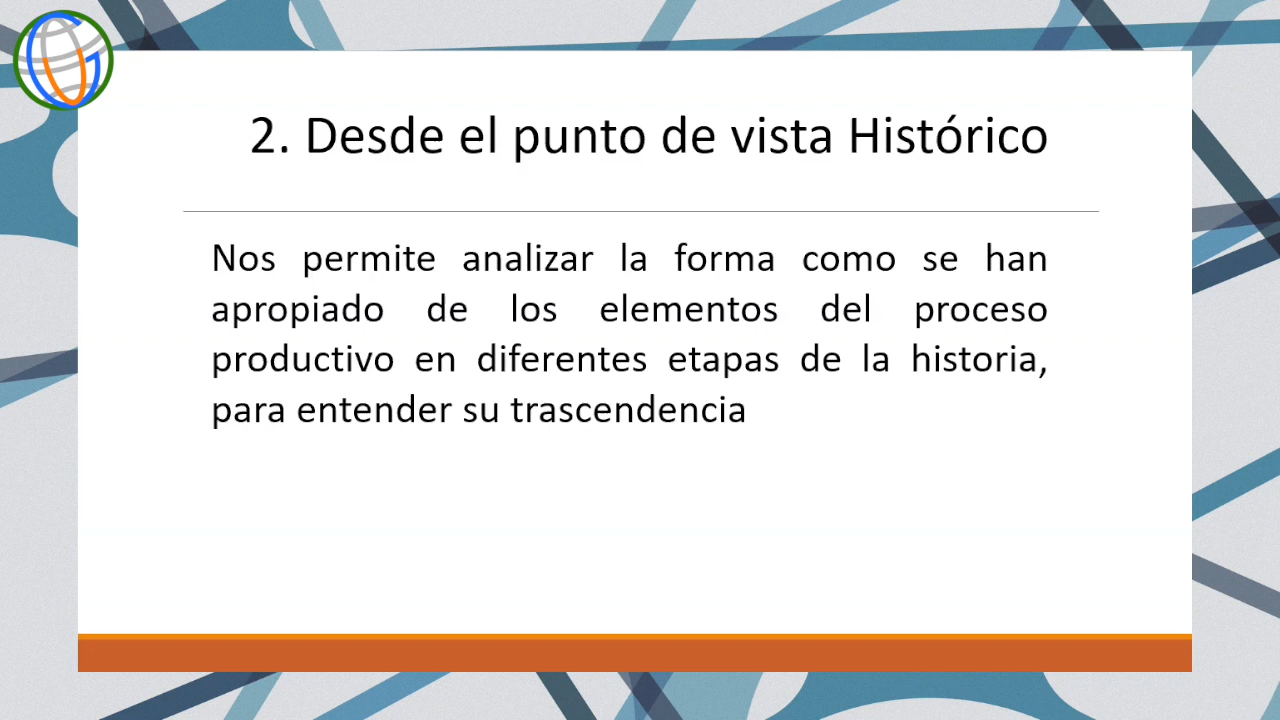 2. Desde el punto de vista Histórico
Nos permite analizar la forma como se han
apropiado de los elementos del proceso
productivo en diferentes etapas de la historia,
para entender su trascendencia